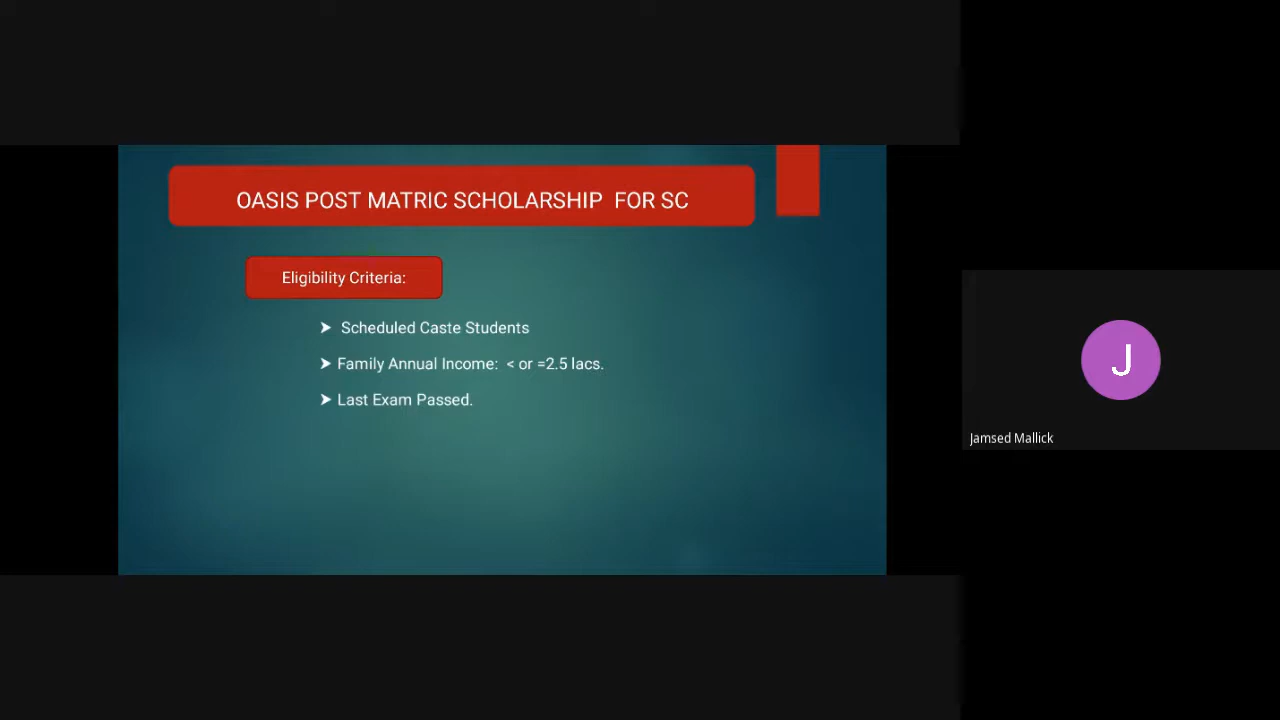 OASIS POST MATRIC SCHOLARSHIP FOR SC
Eligibility Criteria:
➤ Scheduled Caste Students
➤ Family Annual Income: < or =2.5 lacs.
➤ Last Exam Passed.
J
Jamsed Mallick